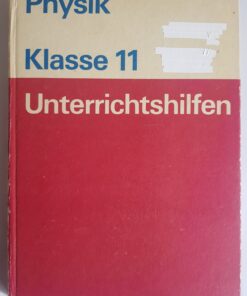 Physik
Klasse 11
Unterrichtshilfen